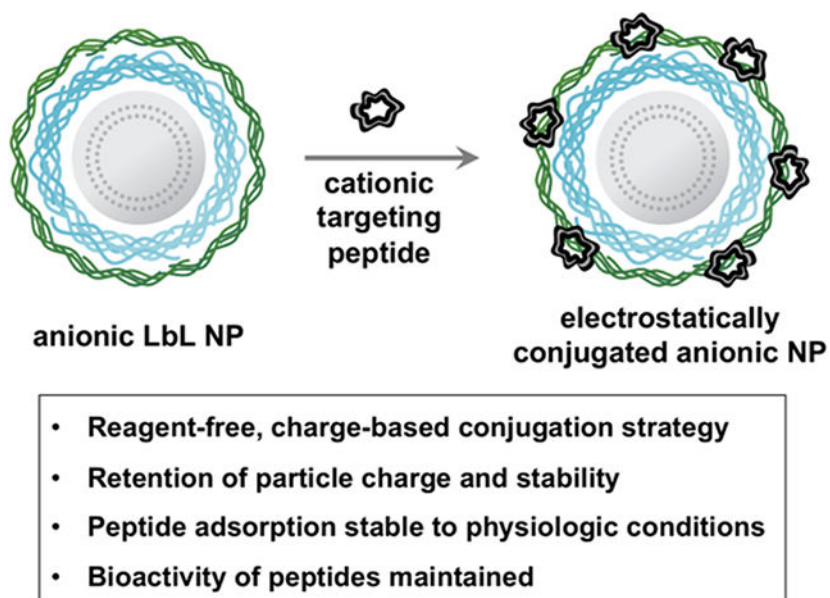 cationic
targeting
peptide
anionic LbL NP
electrostatically
conjugated anionic NP
• Reagent-free, charge-based conjugation strategy
• Retention of particle charge and stability
• Peptide adsorption stable to physiologic conditions
• Bioactivity of peptides maintained